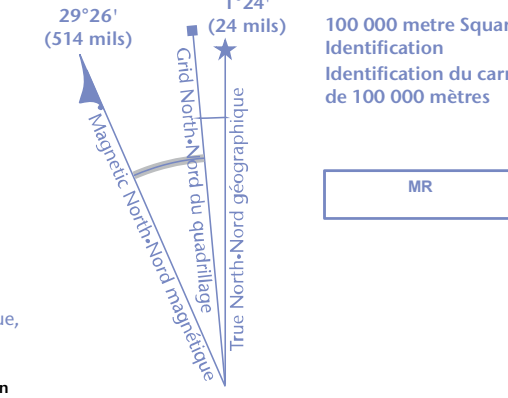 29°26'
(514 mils)
1°24'
(24 mils)
Grid North•Nord du quadrillage
Magnetic North•Nord magnétique
True North•Nord géographique
100 000 metre Squar
Identification
Identification du car
de 100 000 mètres
MR
ue,
n